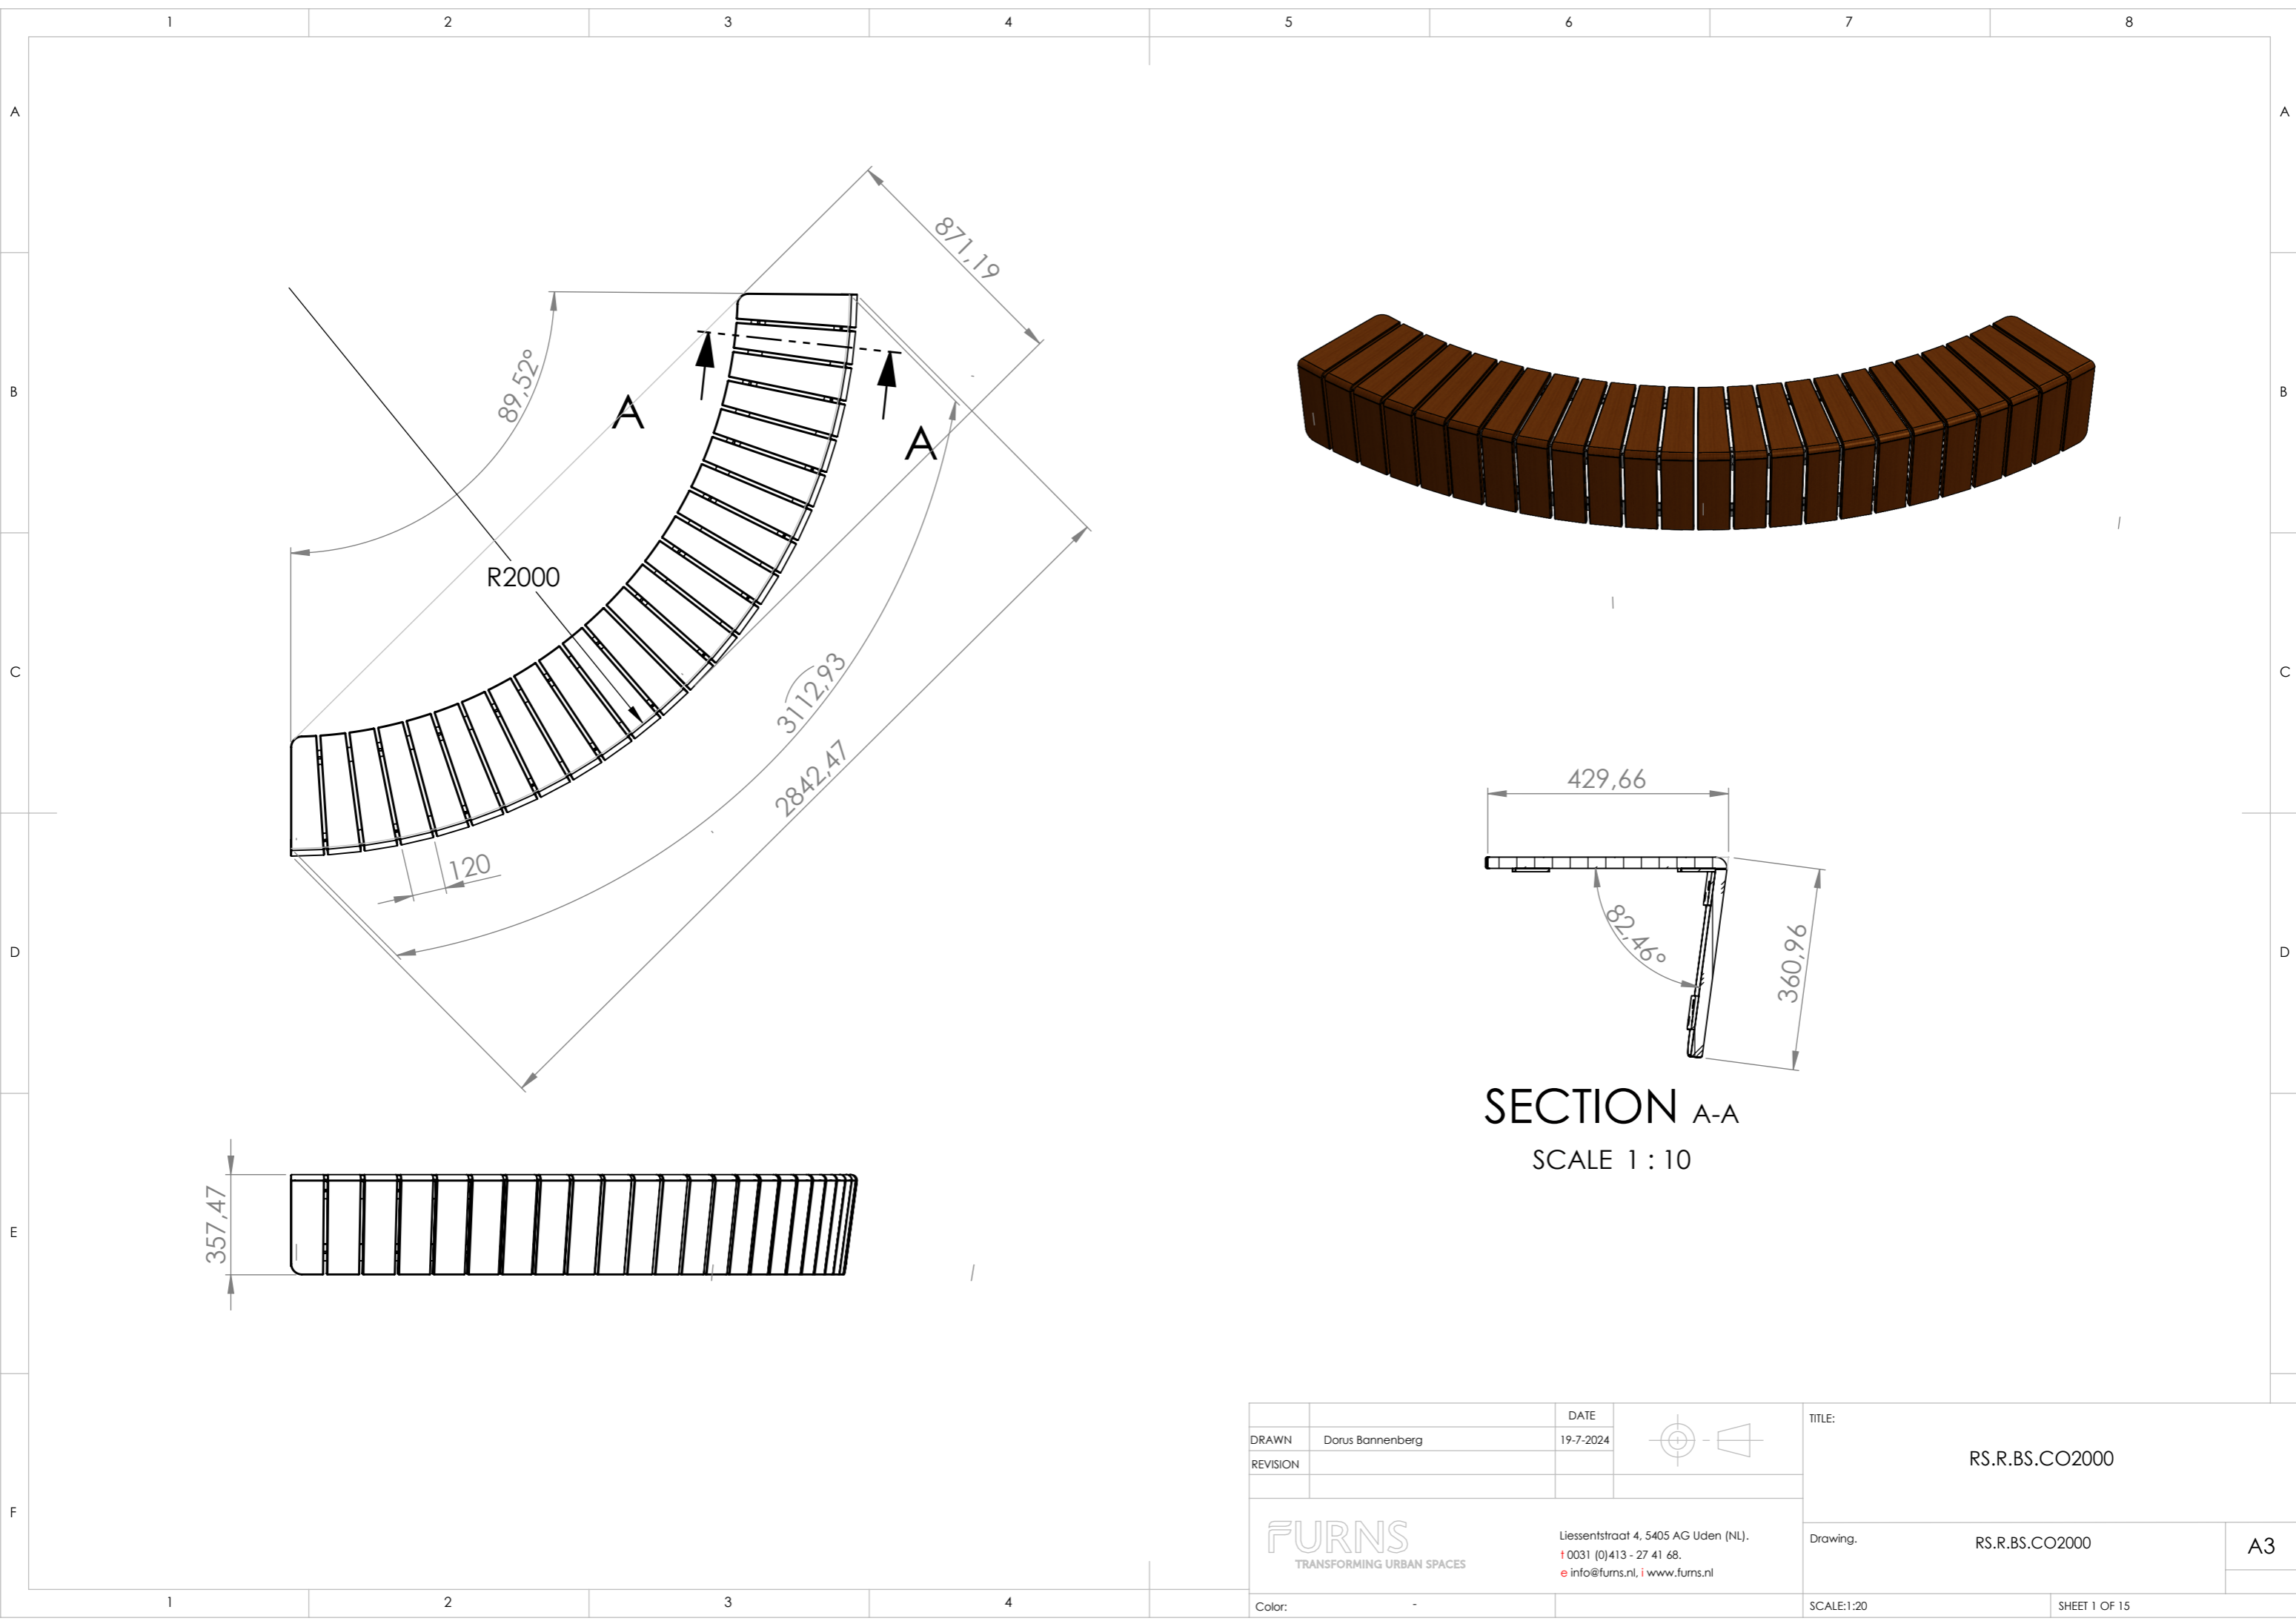 1 2 3 4 5 6 7 8
A A
B B
C C
D D
E
F
871,19
89,52°
A
A
R2000
3112,93
2842,47
120
357,47
429,66
82,46°
360,96
SECTION A-A
SCALE 1 : 10
DATE
DRAWN Dorus Bannenberg 19-7-2024
REVISION
TITLE:
RS.R.BS.CO2000
FURNS
TRANSFORMING URBAN SPACES
Liessentstraat 4, 5405 AG Uden (NL).
t 0031 (0)413 - 27 41 68.
e info@furns.nl, i www.furns.nl
Drawing. RS.R.BS.CO2000
A3
Color: -
SCALE:1:20
SHEET 1 OF 15
1 2 3 4